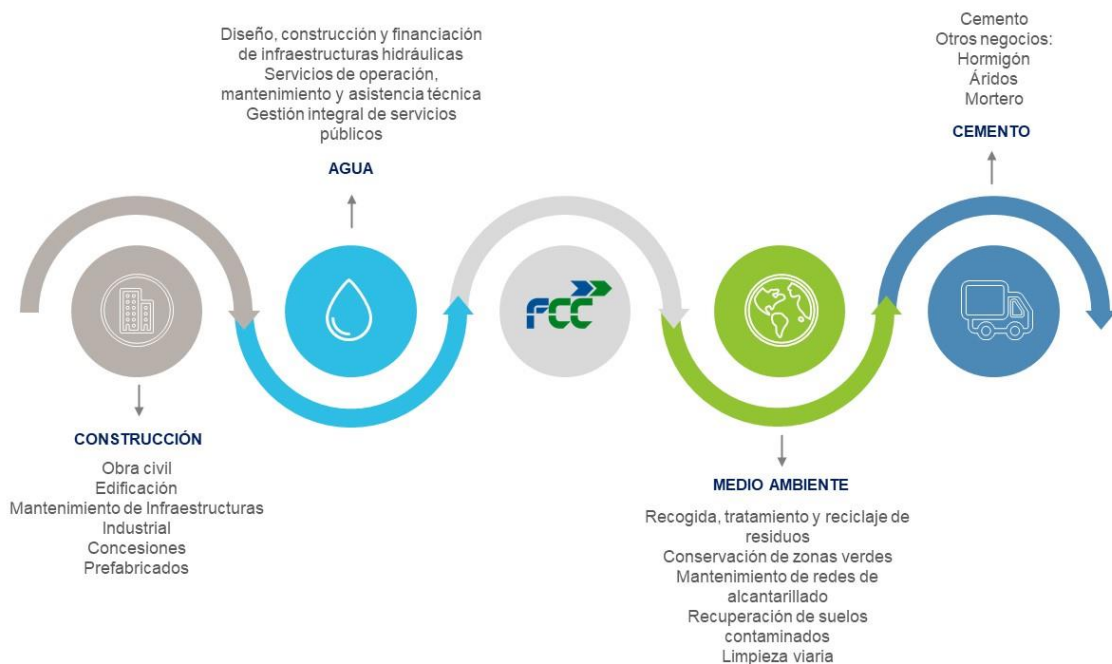 Diseño, construcción y financiación
de infraestructuras hidráulicas
Servicios de operación,
mantenimiento y asistencia técnica
Gestión integral de servicios
públicos
AGUA
Cemento
Otros negocios:
Hormigón
Áridos
Mortero
CEMENTO
FCC
CONSTRUCCIÓN
Obra civil
Edificación
Mantenimiento de Infraestructuras
Industrial
Concesiones
Prefabricados
MEDIO AMBIENTE
Recogida, tratamiento y reciclaje de
residuos
Conservación de zonas verdes
Mantenimiento de redes de
alcantarillado
Recuperación de suelos
contaminados
Limpieza viaria